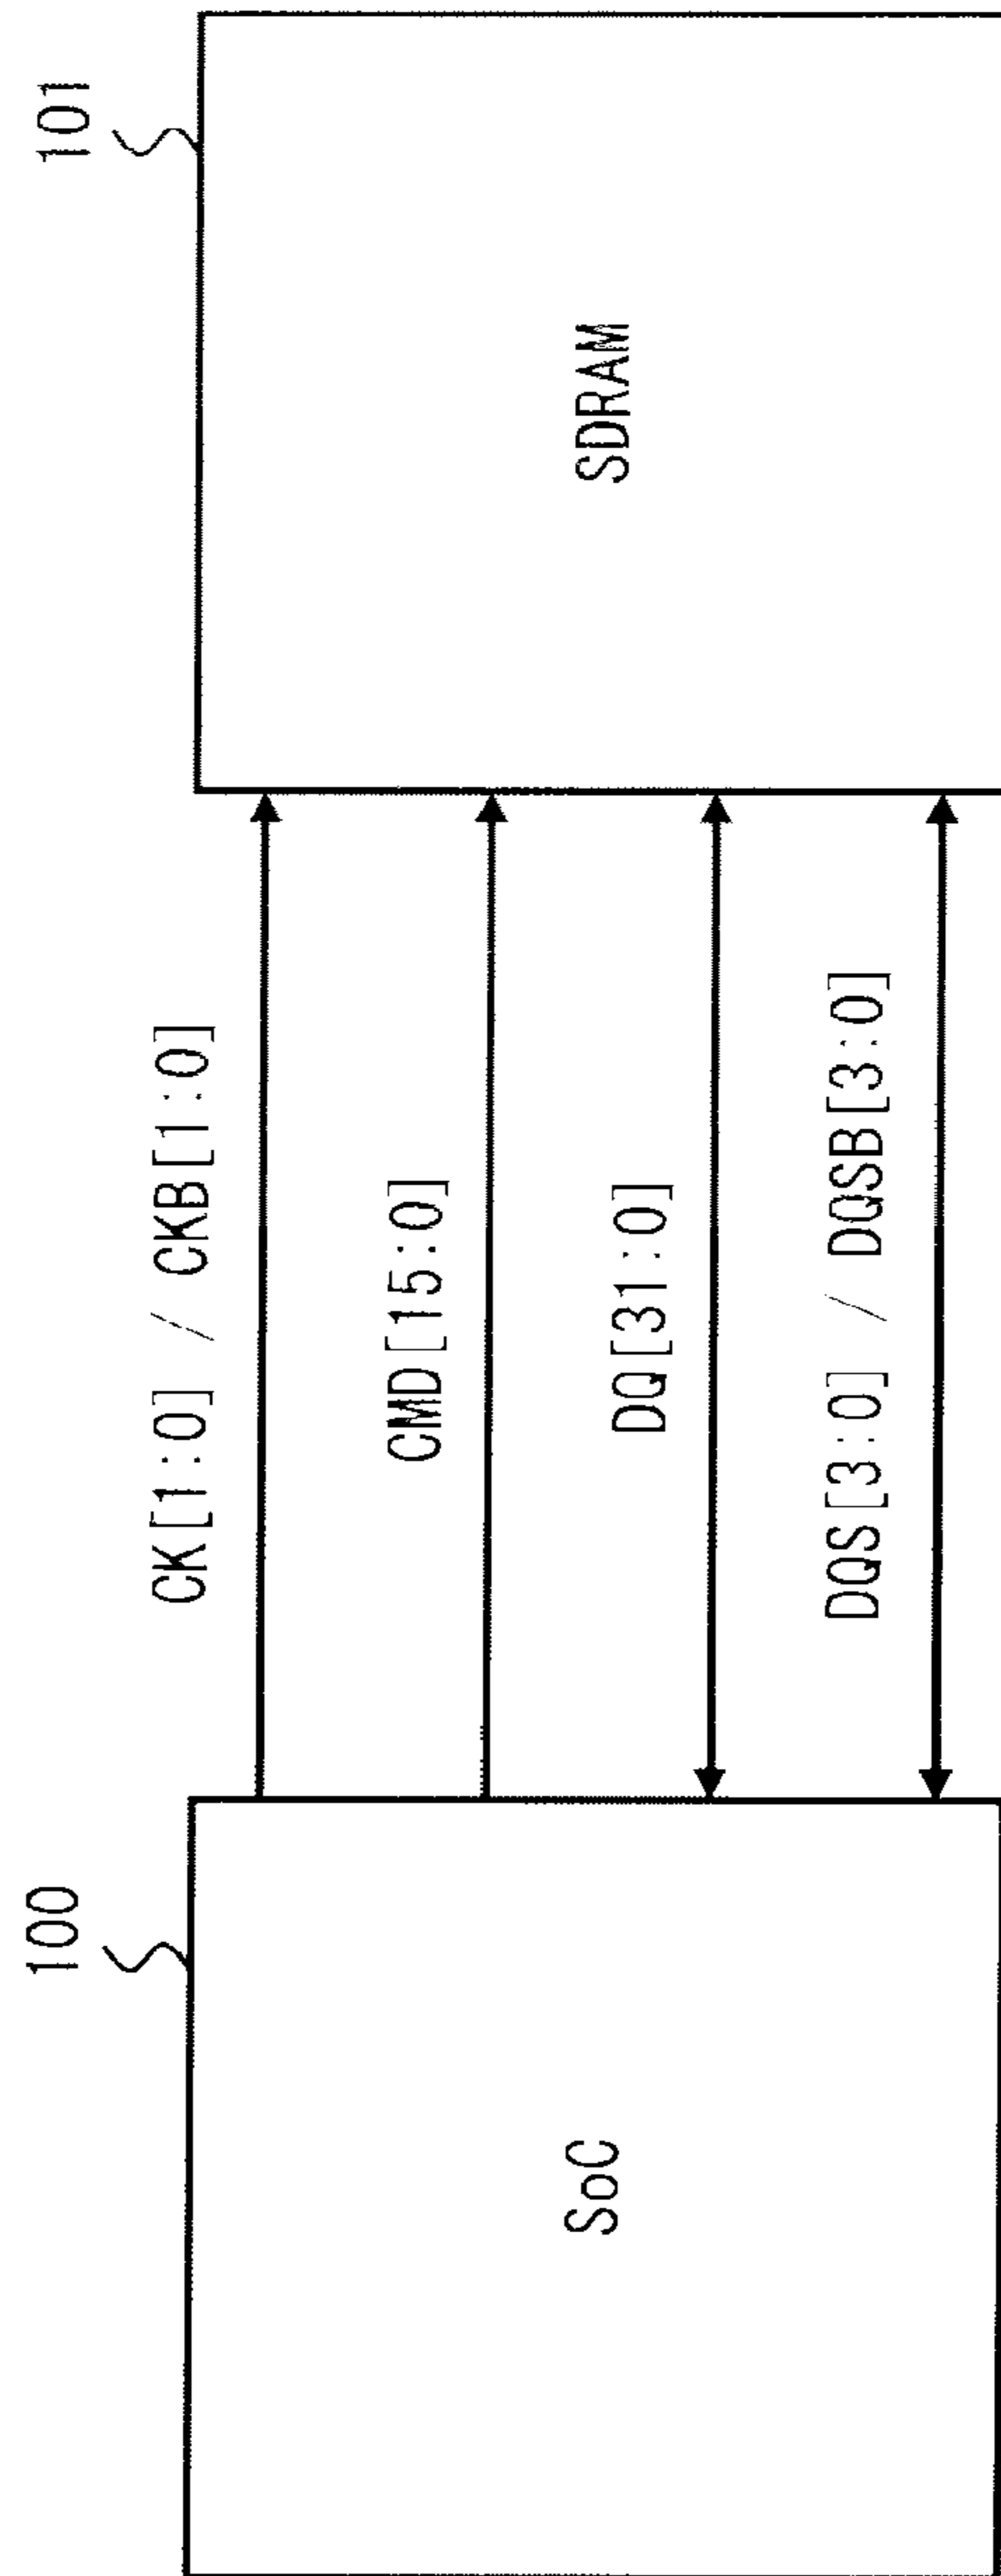 100
101
SoC
SDRAM
CK[1:0] / CKB[1:0]
CMD[15:0]
DQ[31:0]
DQS[3:0] / DQSB[3:0]